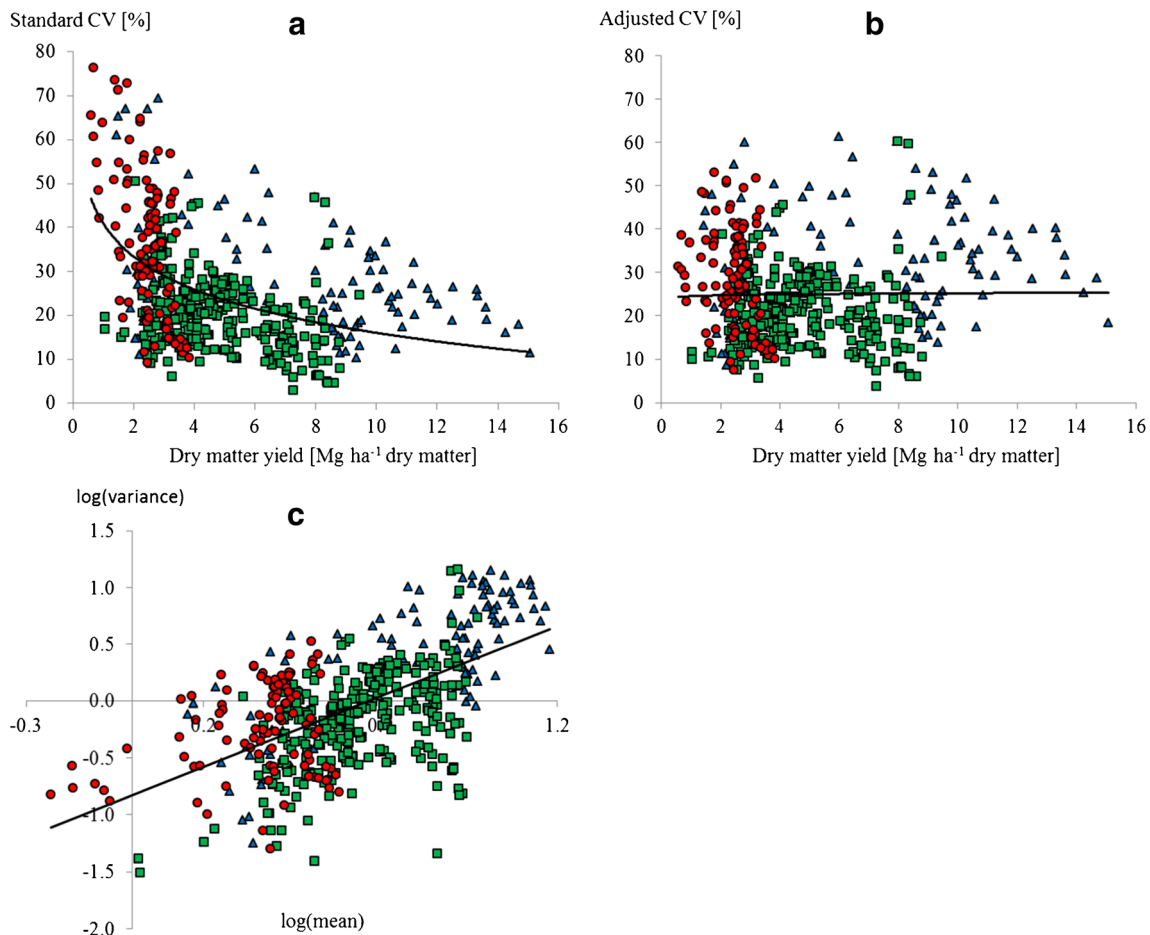 Standard CV [%]
a
80
70
60
50
40
30
20
10
0
0 2 4 6 8 10 12 14 16
Dry matter yield [Mg ha-1 dry matter]
Adjusted CV [%]
b
80
70
60
50
40
30
20
10
0
0 2 4 6 8 10 12 14 16
Dry matter yield [Mg ha-1 dry matter]
log(variance)
c
1.5
1.0
0.5
0.0
-0.3 0.2 1.2
-0.5
-1.0
-1.5
-2.0
log(mean)